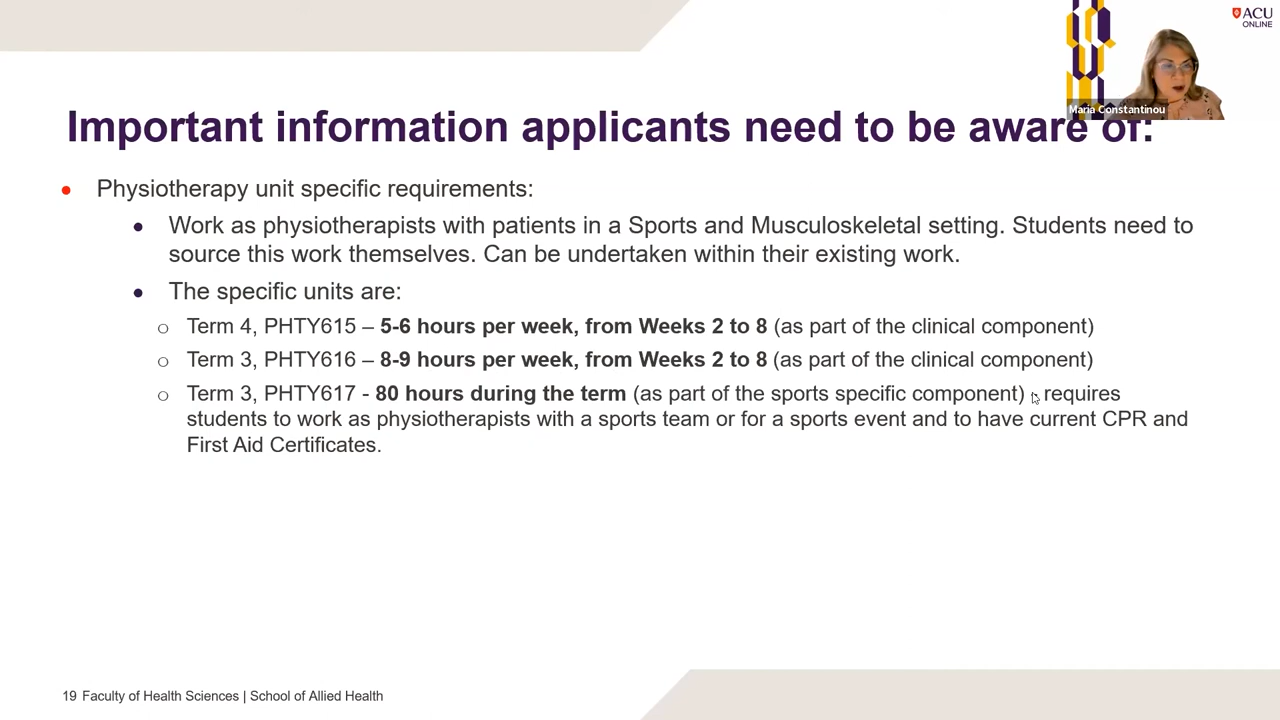 ACU
ONLINE
Maria Constantinou
Important information applicants need to be aware of:
• Physiotherapy unit specific requirements:
• Work as physiotherapists with patients in a Sports and Musculoskeletal setting. Students need to
source this work themselves. Can be undertaken within their existing work.
• The specific units are:
o Term 4, PHTY615 – 5-6 hours per week, from Weeks 2 to 8 (as part of the clinical component)
o Term 3, PHTY616 – 8-9 hours per week, from Weeks 2 to 8 (as part of the clinical component)
o Term 3, PHTY617 - 80 hours during the term (as part of the sports specific component) - requires
students to work as physiotherapists with a sports team or for a sports event and to have current CPR and
First Aid Certificates.
19 Faculty of Health Sciences | School of Allied Health